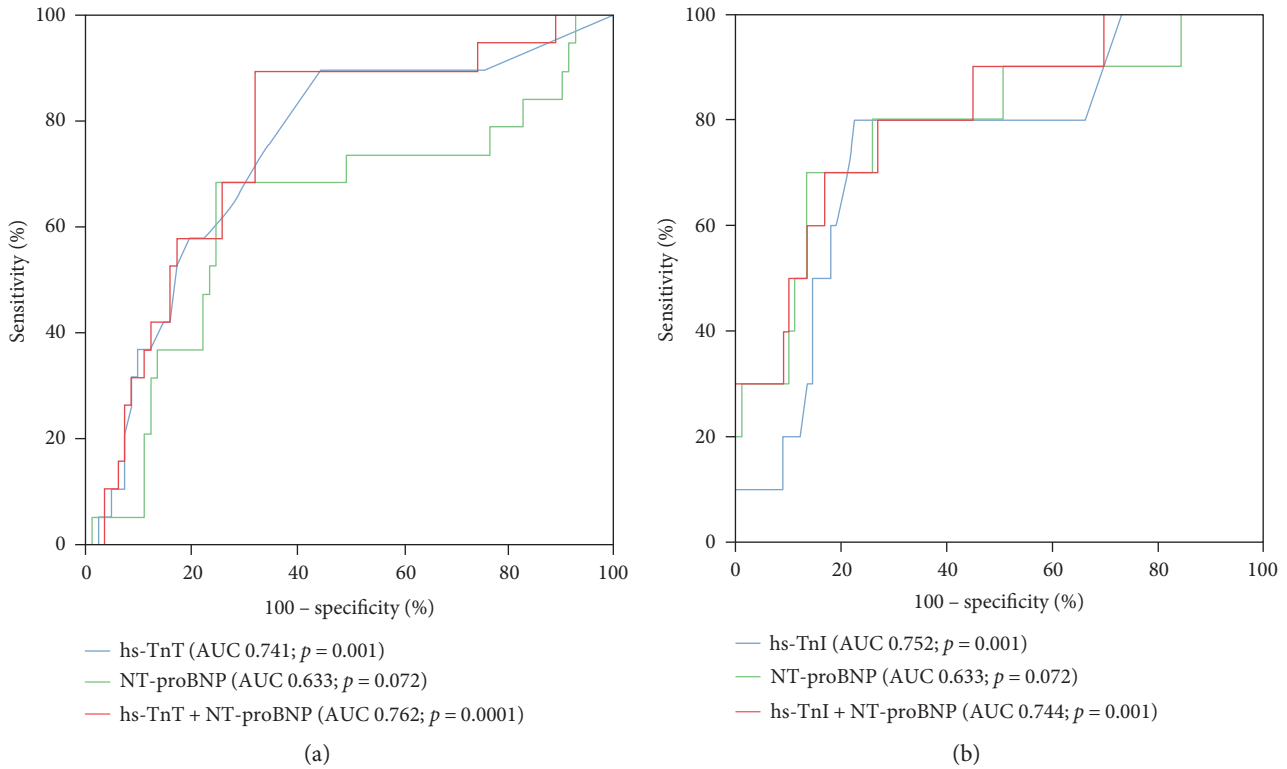 100
80
60
40
20
0
Sensitivity (%)
0 20 40 60 80 100
100 – specificity (%)
hs-TnT (AUC 0.741; p = 0.001)
NT-proBNP (AUC 0.633; p = 0.072)
hs-TnT + NT-proBNP (AUC 0.762; p = 0.0001)
(a)
100
80
60
40
20
0
Sensitivity (%)
0 20 40 60 80 100
100 – specificity (%)
hs-TnI (AUC 0.752; p = 0.001)
NT-proBNP (AUC 0.633; p = 0.072)
hs-TnI + NT-proBNP (AUC 0.744; p = 0.001)
(b)